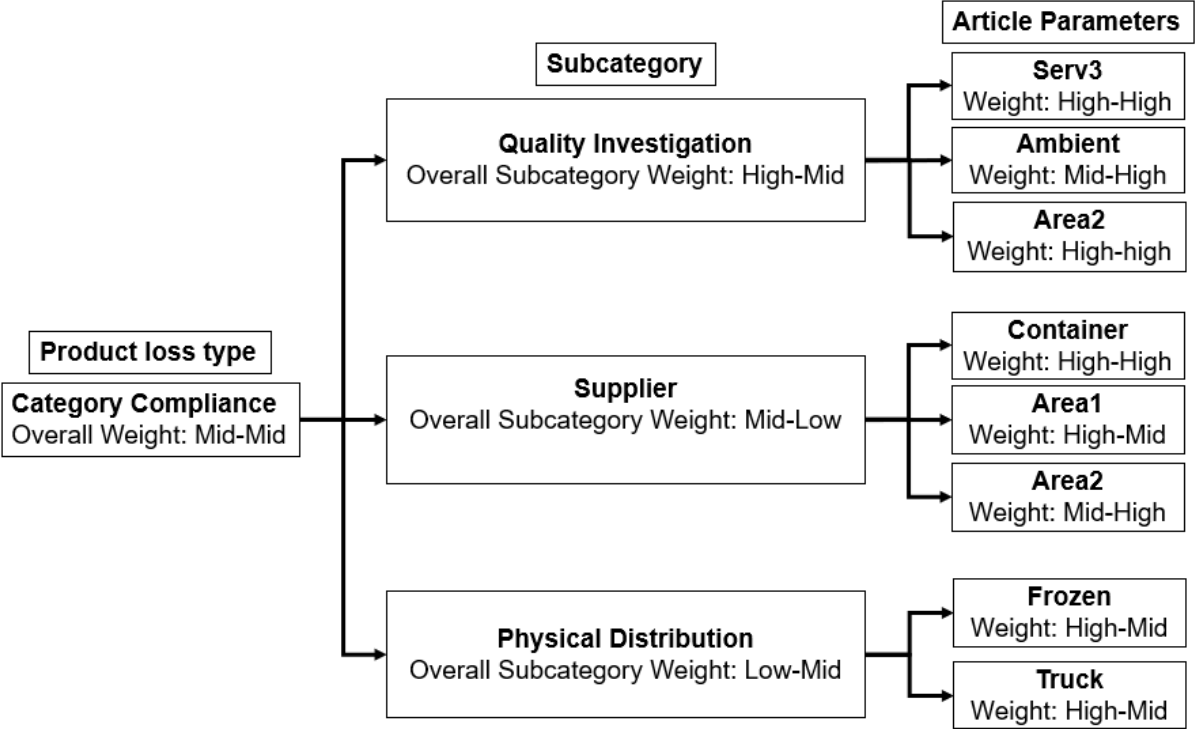 Article Parameters
Subcategory
Serv3
Weight: High-High
Quality Investigation
Overall Subcategory Weight: High-Mid
Ambient
Weight: Mid-High
Area2
Weight: High-high
Product loss type
Category Compliance
Overall Weight: Mid-Mid
Supplier
Overall Subcategory Weight: Mid-Low
Container
Weight: High-High
Area1
Weight: High-Mid
Area2
Weight: Mid-High
Physical Distribution
Overall Subcategory Weight: Low-Mid
Frozen
Weight: High-Mid
Truck
Weight: High-Mid